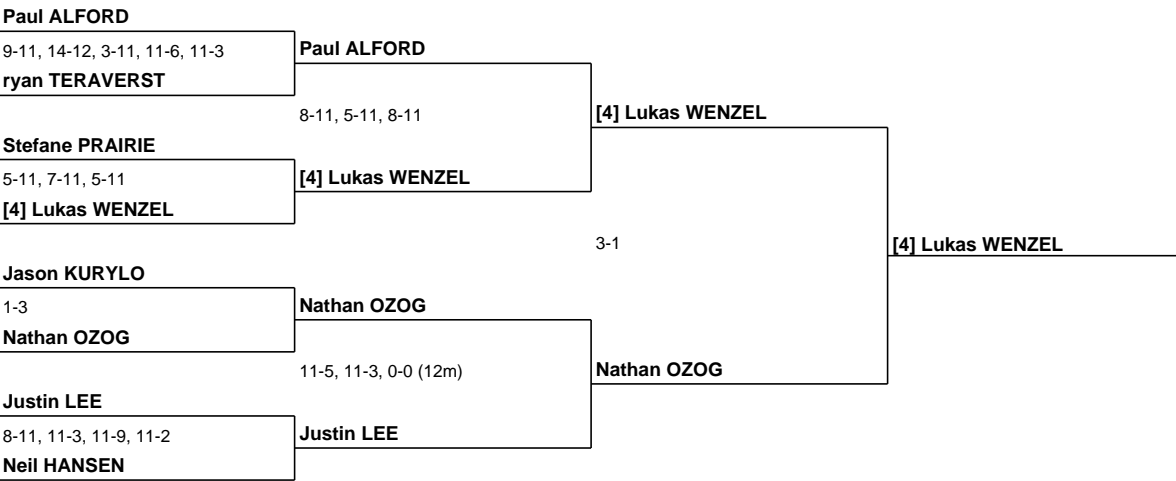 Paul ALFORD
9-11, 14-12, 3-11, 11-6, 11-3
ryan TERAVERST
Stefane PRAIRIE
5-11, 7-11, 5-11
[4] Lukas WENZEL
Jason KURYLO
1-3
Nathan OZOG
Justin LEE
8-11, 11-3, 11-9, 11-2
Neil HANSEN
Paul ALFORD
8-11, 5-11, 8-11
[4] Lukas WENZEL
Nathan OZOG
11-5, 11-3, 0-0 (12m)
Justin LEE
[4] Lukas WENZEL
3-1
Nathan OZOG
[4] Lukas WENZEL